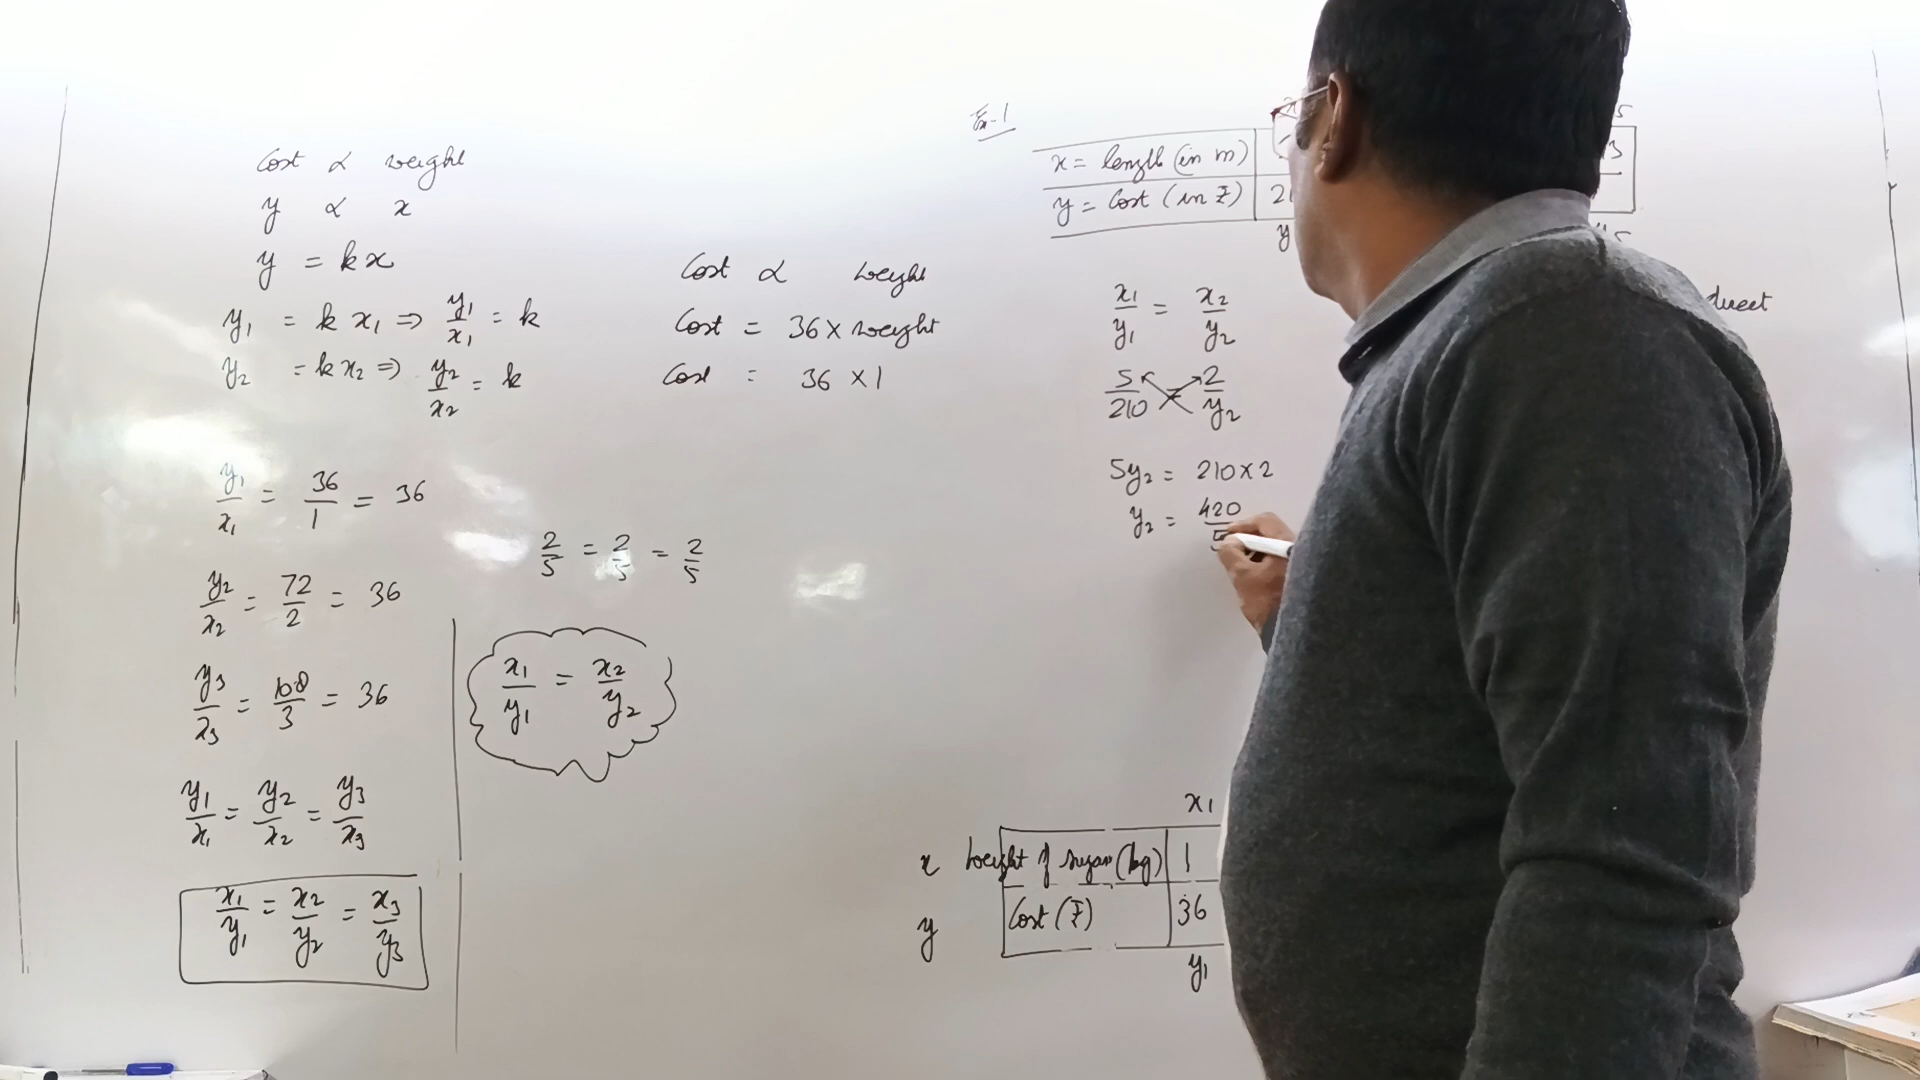 Cost ∝ weight
y ∝ x
y = kx
y₁ = k x₁ ⇒ y₁/x₁ = k
y₂ = k x₂ ⇒ y₂/x₂ = k
y₁/x₁ = 36/1 = 36
y₂/x₂ = 72/2 = 36
y₃/x₃ = 108/3 = 36
y₁/x₁ = y₂/x₂ = y₃/x₃
x₁/y₁ = x₂/y₂ = x₃/y₃
Cost ∝ weight
Cost = 36 × weight
Cost = 36 × 1
2/5 = 2/5 = 2/5
x₁/y₁ = x₂/y₂
Ex-1
x = length (in m)
y = Cost (in ₹) 21
y
x₁/y₁ = x₂/y₂
5/210 = 2/y₂
5y₂ = 210 × 2
y₂ = 420/5
x₁
x weight of sugar (kg) 1
y Cost (₹) 36
y₁